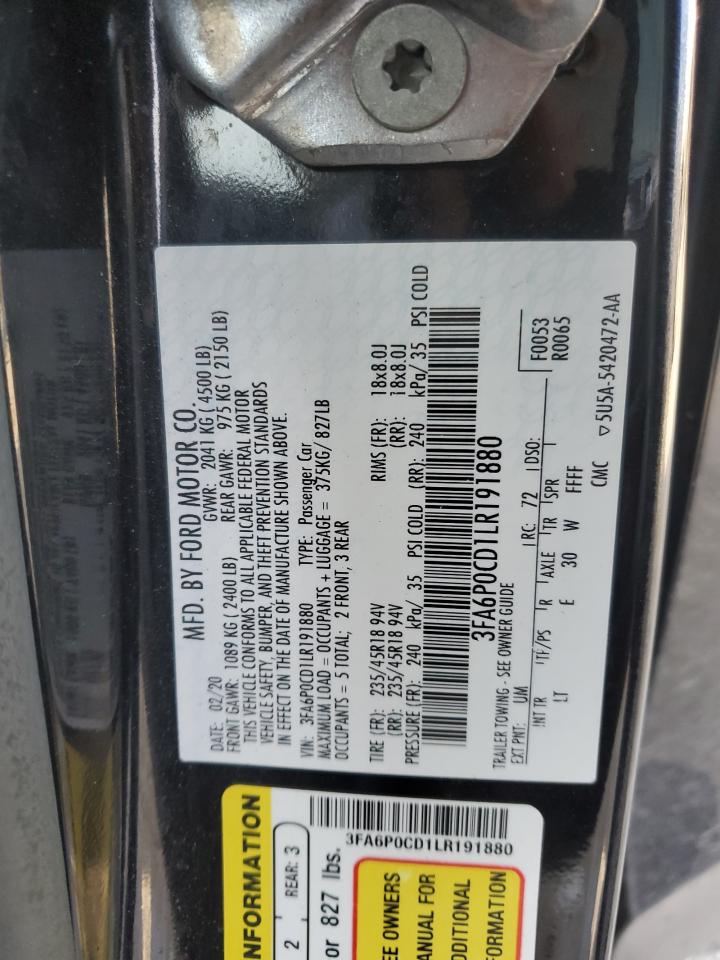 MFD. BY FORD MOTOR CO.
DATE: 02/20 GVWR: 2041 KG ( 4500 LB)
FRONT GAWR: 1089 KG ( 2400 LB) REAR GAWR: 975 KG ( 2150 LB)
THIS VEHICLE CONFORMS TO ALL APPLICABLE FEDERAL MOTOR
VEHICLE SAFETY, BUMPER, AND THEFT PREVENTION STANDARDS
IN EFFECT ON THE DATE OF MANUFACTURE SHOWN ABOVE.
VIN: 3FA6P0CD1LR191880 TYPE: Passenger Car
MAXIMUM LOAD = OCCUPANTS + LUGGAGE = 375KG/ 827LB
OCCUPANTS = 5 TOTAL; 2 FRONT, 3 REAR
TIRE (FR): 235/45R18 94V RIMS (FR): 18x8.0J
(RR): 235/45R18 94V (RR): 18x8.0J
PRESSURE (FR): 240 kPa/ 35 PSI COLD (RR): 240 kPa/ 35 PSI COLD
3FA6P0CD1LR191880
TRAILER TOWING - SEE OWNER GUIDE
EXT PNT: UM RC: 72 DSO: F0053
R0065
INT TR TF/PS R AXLE TR SPR
LT E 30 W FFFF
CMC ▽5U5A-5420472-AA
NFORMATION
2 REAR: 3
or 827 lbs.
3FA6P0CD1LR191880
EE OWNERS
ANUAL FOR
DDITIONAL
FORMATION